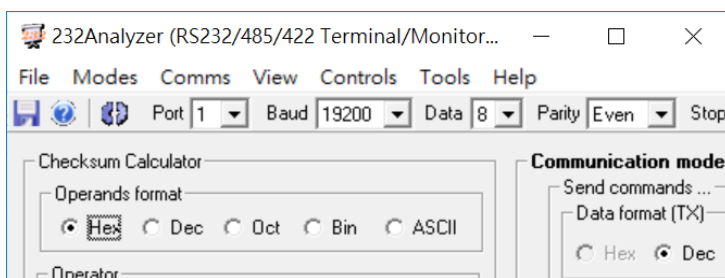 232Analyzer (RS232/485/422 Terminal/Monitor...
File Modes Comms View Controls Tools Help
Port 1 Baud 19200 Data 8 Parity Even Stop
Checksum Calculator
Operands format
Hex Dec Oct Bin ASCII
Operator
Communication mode
Send commands ...
Data format (TX)
Hex Dec